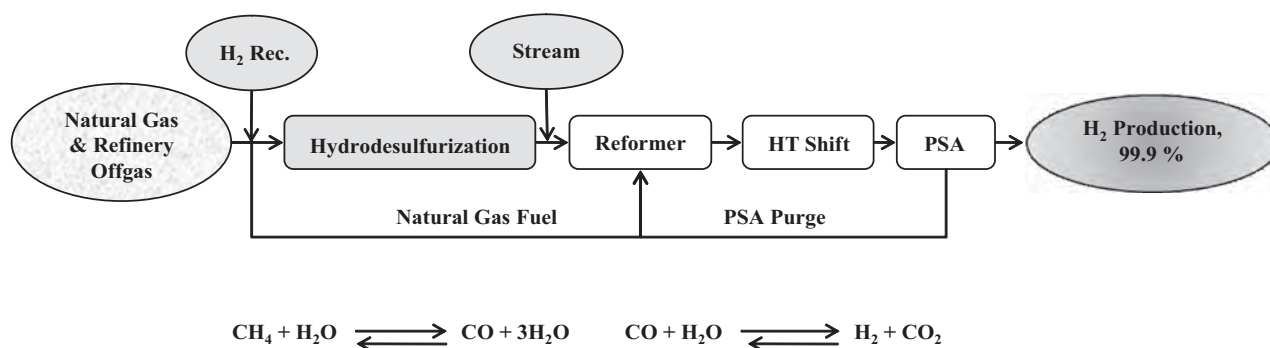 H₂ Rec.
Stream
Natural Gas
& Refinery
Offgas
Hydrodesulfurization
Reformer
HT Shift
PSA
H₂ Production,
99.9 %
Natural Gas Fuel
PSA Purge
CH₄ + H₂O ⇌ CO + 3H₂O
CO + H₂O ⇌ H₂ + CO₂